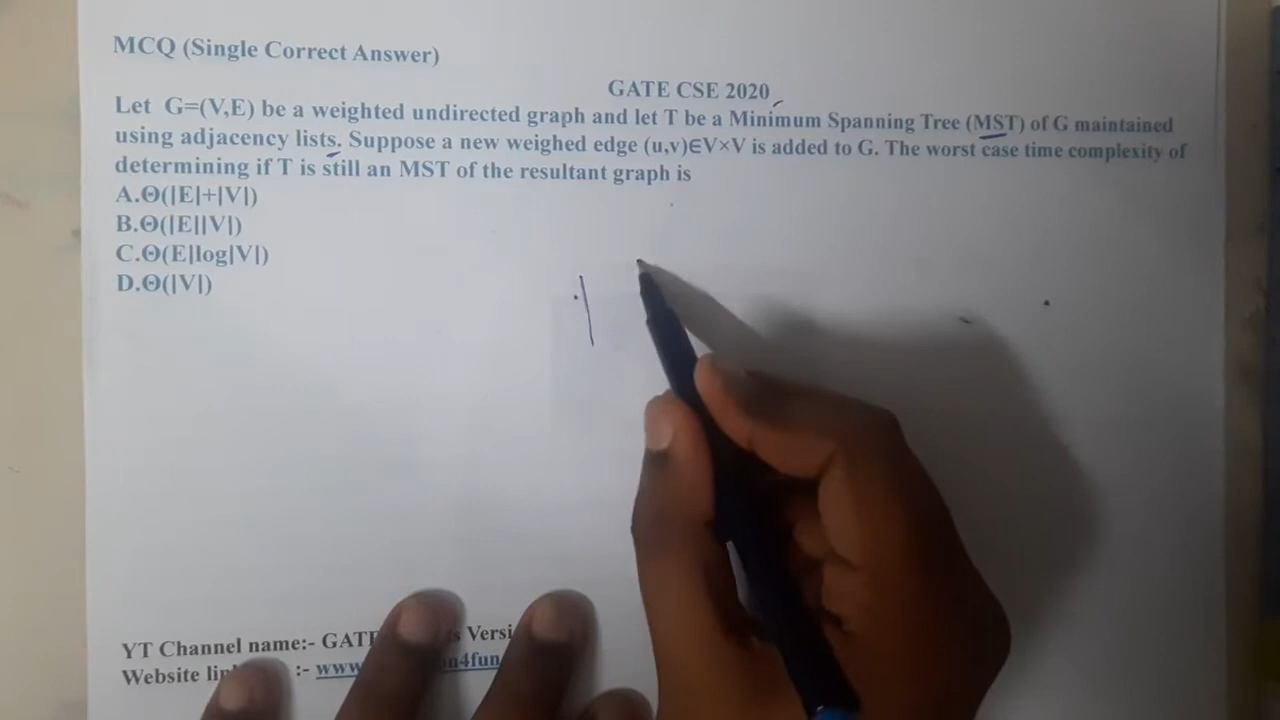 MCQ (Single Correct Answer)
GATE CSE 2020
Let G=(V,E) be a weighted undirected graph and let T be a Minimum Spanning Tree (MST) of G maintained
using adjacency lists. Suppose a new weighed edge (u,v)∈V×V is added to G. The worst case time complexity of
determining if T is still an MST of the resultant graph is
A.Θ(|E|+|V|)
B.Θ(|E||V|)
C.Θ(E|log|V|)
D.Θ(|V|)
YT Channel name:- GATE
Website :- www